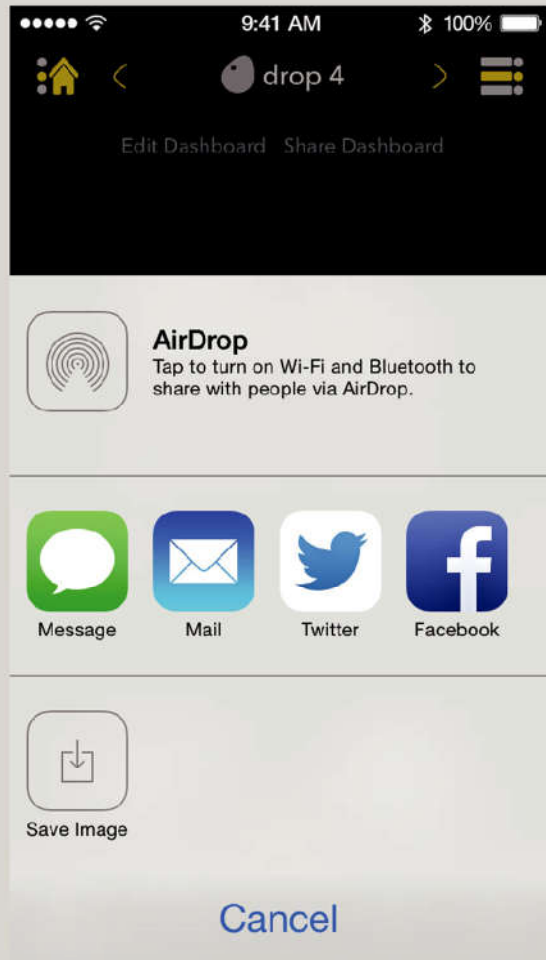 9:41 AM 100%
drop 4
Edit Dashboard Share Dashboard
AirDrop
Tap to turn on Wi-Fi and Bluetooth to
share with people via AirDrop.
Message Mail Twitter Facebook
Save Image
Cancel